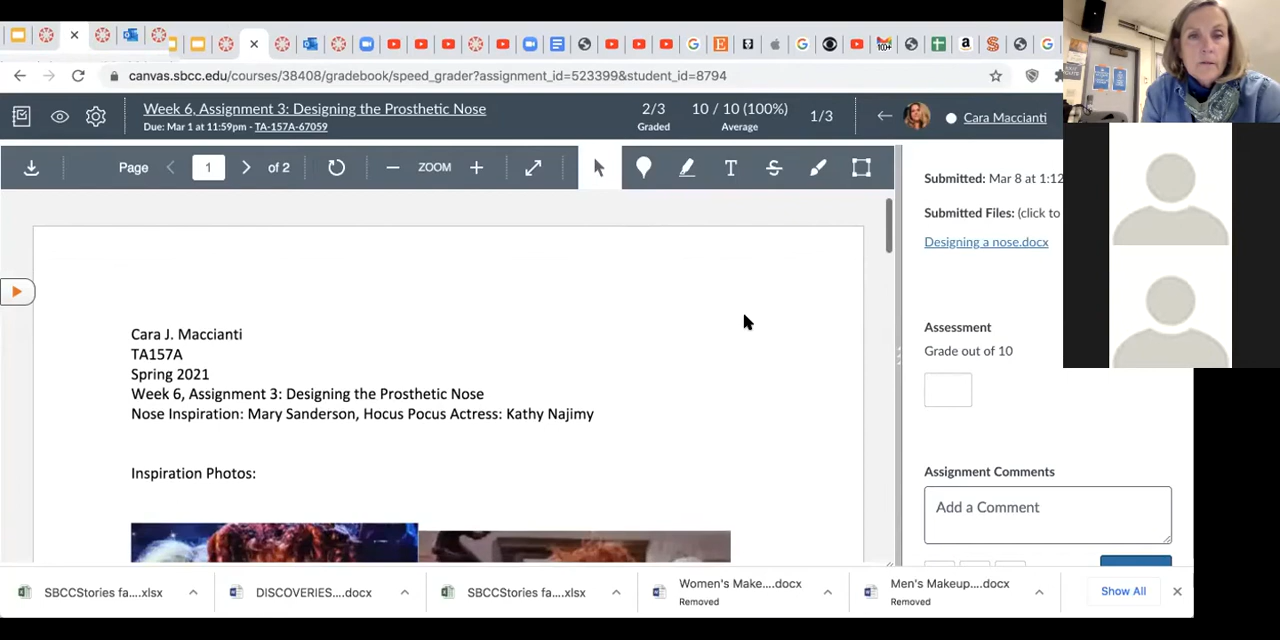 canvas.sbcc.edu/courses/38408/gradebook/speed_grader?assignment_id=523399&student_id=8794
Week 6, Assignment 3: Designing the Prosthetic Nose
Due: Mar 1 at 11:59pm - TA-157A-67059
2/3
Graded
10 / 10 (100%)
Average
1/3
Cara Maccianti
Page
1
of 2
ZOOM
Submitted: Mar 8 at 1:12
Submitted Files: (click to
Designing a nose.docx
Cara J. Maccianti
TA157A
Spring 2021
Week 6, Assignment 3: Designing the Prosthetic Nose
Nose Inspiration: Mary Sanderson, Hocus Pocus Actress: Kathy Najimy
Inspiration Photos:
Assessment
Grade out of 10
Assignment Comments
Add a Comment
SBCCStories fa....xlsx
DISCOVERIES....docx
SBCCStories fa....xlsx
Women's Make....docx
Removed
Men's Makeup....docx
Removed
Show All